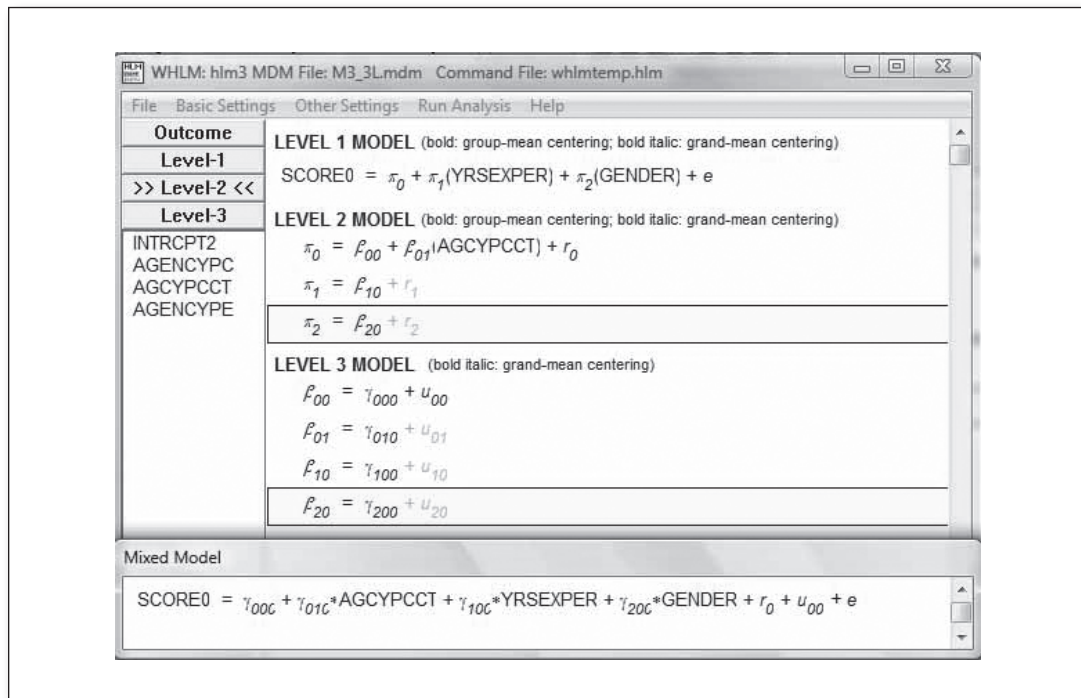 WHLM: hlm3 MDM File: M3_3L.mdm Command File: whlmtemp.hlm
File Basic Settings Other Settings Run Analysis Help
Outcome
Level-1
>> Level-2 <<
Level-3
INTRCPT2
AGENCYPC
AGCYPCCT
AGENCYPE
LEVEL 1 MODEL (bold: group-mean centering; bold italic: grand-mean centering)
SCORE0 = π0 + π1(YRSEXPER) + π2(GENDER) + e
LEVEL 2 MODEL (bold: group-mean centering; bold italic: grand-mean centering)
π0 = β00 + β01(AGCYPCCT) + r0
π1 = β10 + r1
π2 = β20 + r2
LEVEL 3 MODEL (bold italic: grand-mean centering)
β00 = γ000 + u00
β01 = γ010 + u01
β10 = γ100 + u10
β20 = γ200 + u20
Mixed Model
SCORE0 = γ000 + γ010*AGCYPCCT + γ100*YRSEXPER + γ200*GENDER + r0 + u00 + e